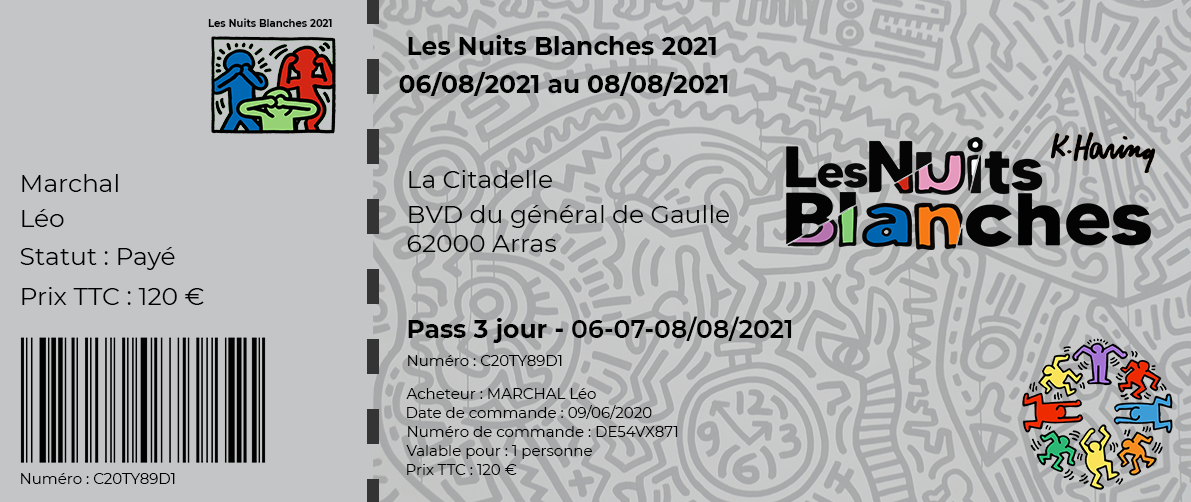 Les Nuits Blanches 2021
Marchal
Léo
Statut : Payé
Prix TTC : 120 €
Numéro : C20TY89D1
Les Nuits Blanches 2021
06/08/2021 au 08/08/2021
La Citadelle
BVD du général de Gaulle
62000 Arras
Pass 3 jour - 06-07-08/08/2021
Numéro : C20TY89D1
Acheteur : MARCHAL Léo
Date de commande : 09/06/2020
Numéro de commande : DE54VX871
Valable pour : 1 personne
Prix TTC : 120 €
K.Haring
Les Nuits
Blanches